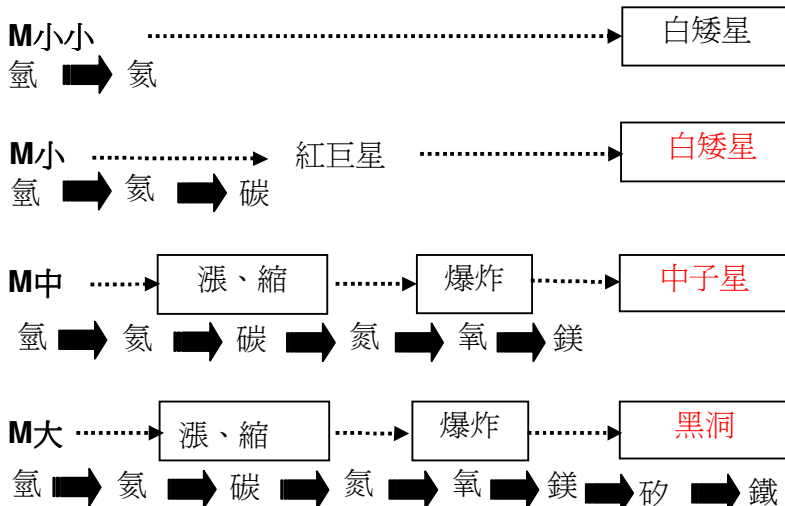 M小小 白矮星
氫 氦
M小 紅巨星 白矮星
氫 氦 碳
M中 漲、縮 爆炸 中子星
氫 氦 碳 氮 氧 鎂
M大 漲、縮 爆炸 黑洞
氫 氦 碳 氮 氧 鎂 矽 鐵